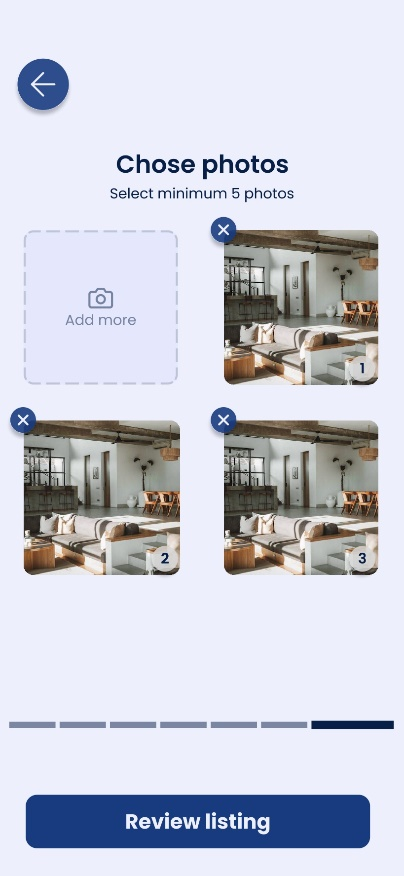 Chose photos
Select minimum 5 photos
Add more
1
2
3
Review listing